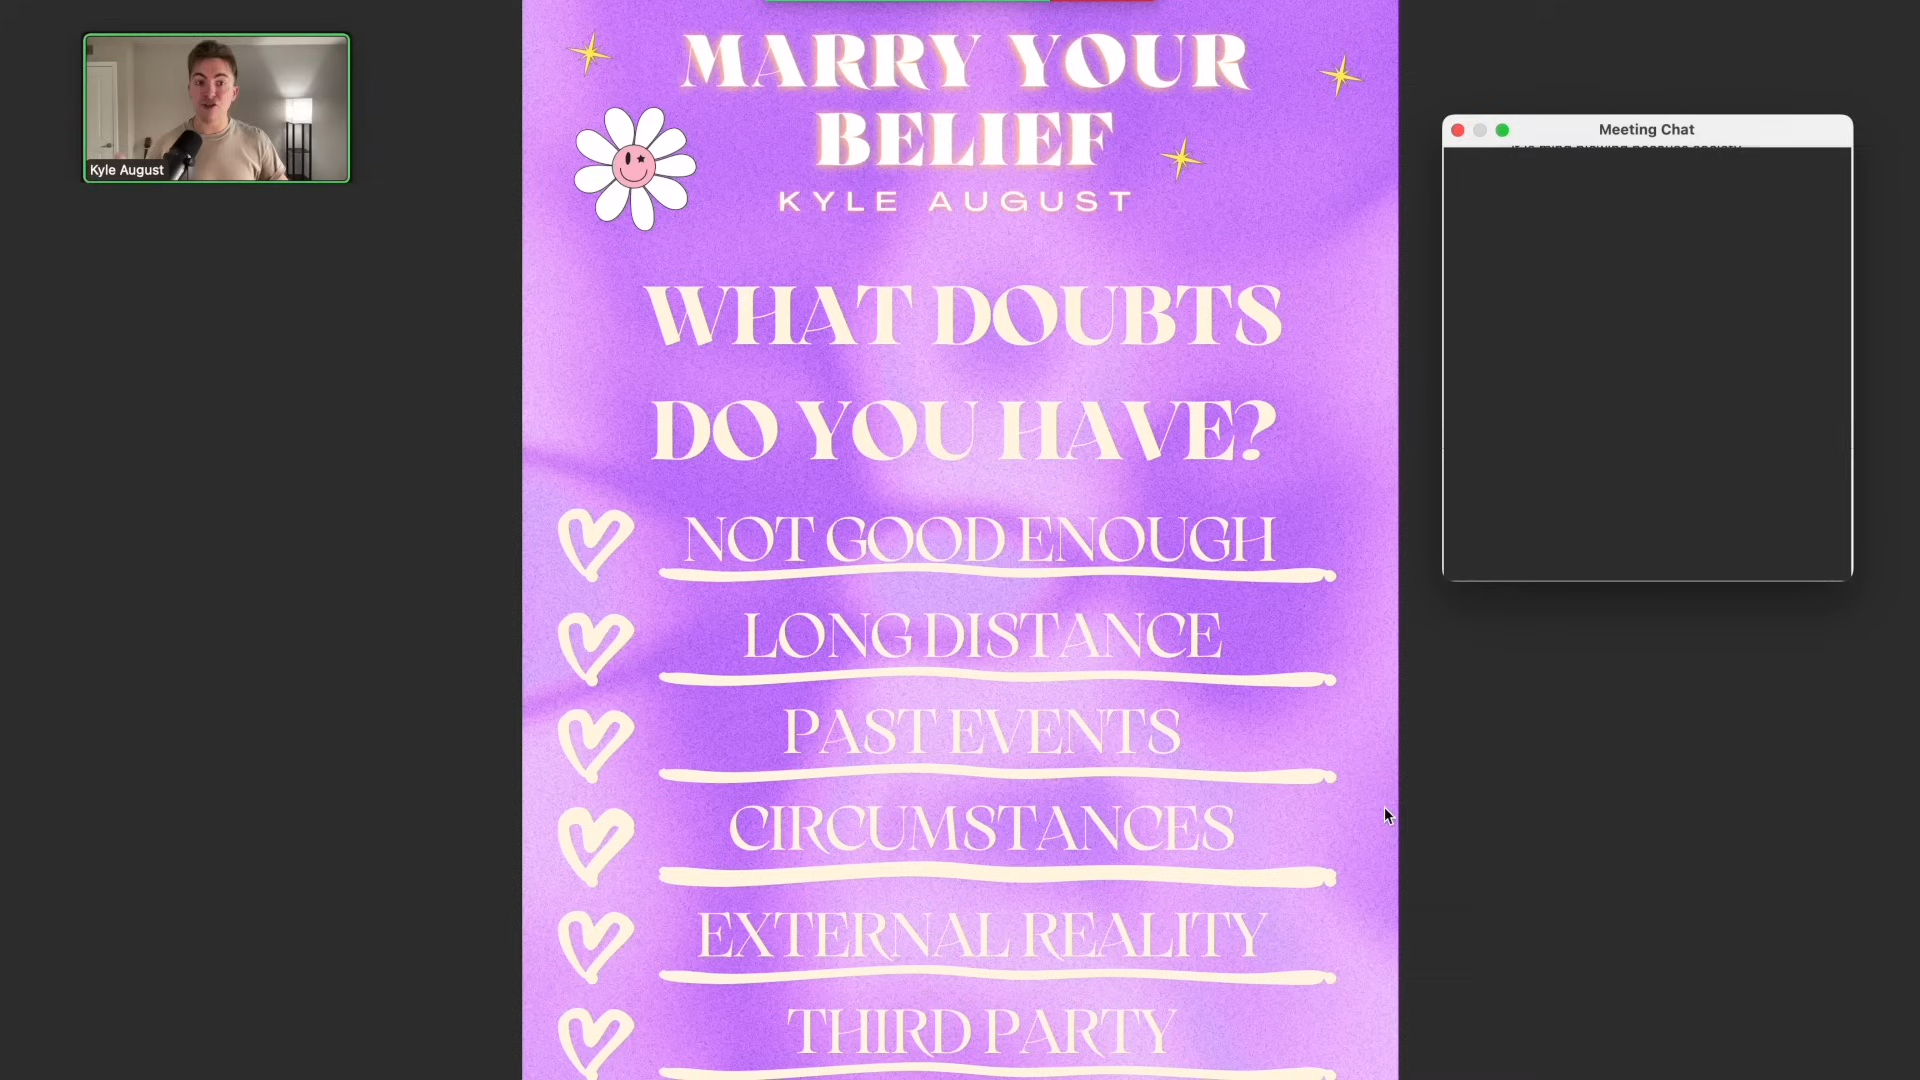 MARRY YOUR
BELIEF
KYLE AUGUST
WHAT DOUBTS
DO YOU HAVE?
NOT GOOD ENOUGH
LONG DISTANCE
PAST EVENTS
CIRCUMSTANCES
EXTERNAL REALITY
THIRD PARTY
Kyle August
Meeting Chat